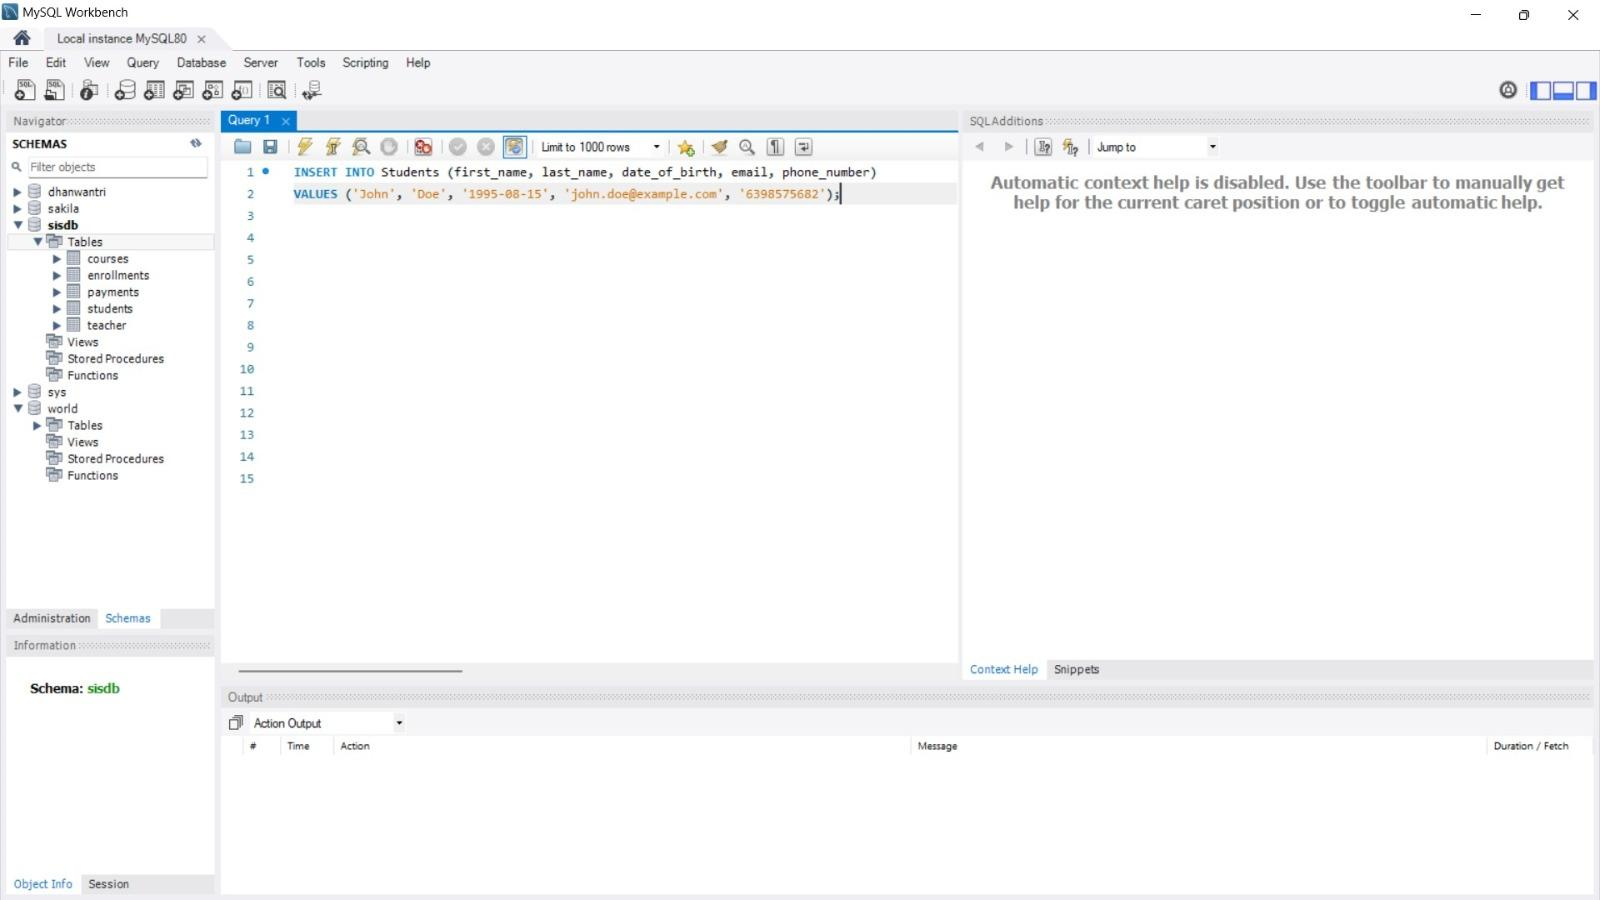 MySQL Workbench
Local instance MySQL80
File Edit View Query Database Server Tools Scripting Help
Navigator
SCHEMAS
Filter objects
dhanwantri
sakila
sisdb
Tables
courses
enrollments
payments
students
teacher
Views
Stored Procedures
Functions
sys
world
Tables
Views
Stored Procedures
Functions
Administration Schemas
Information
Schema: sisdb
Object Info Session
Query 1
Limit to 1000 rows
1 INSERT INTO Students (first_name, last_name, date_of_birth, email, phone_number)
2 VALUES ('John', 'Doe', '1995-08-15', 'john.doe@example.com', '6398575682');
3
4
5
6
7
8
9
10
11
12
13
14
15
SQLAdditions
Jump to
Automatic context help is disabled. Use the toolbar to manually get
help for the current caret position or to toggle automatic help.
Context Help Snippets
Output
Action Output
# Time Action Message Duration / Fetch